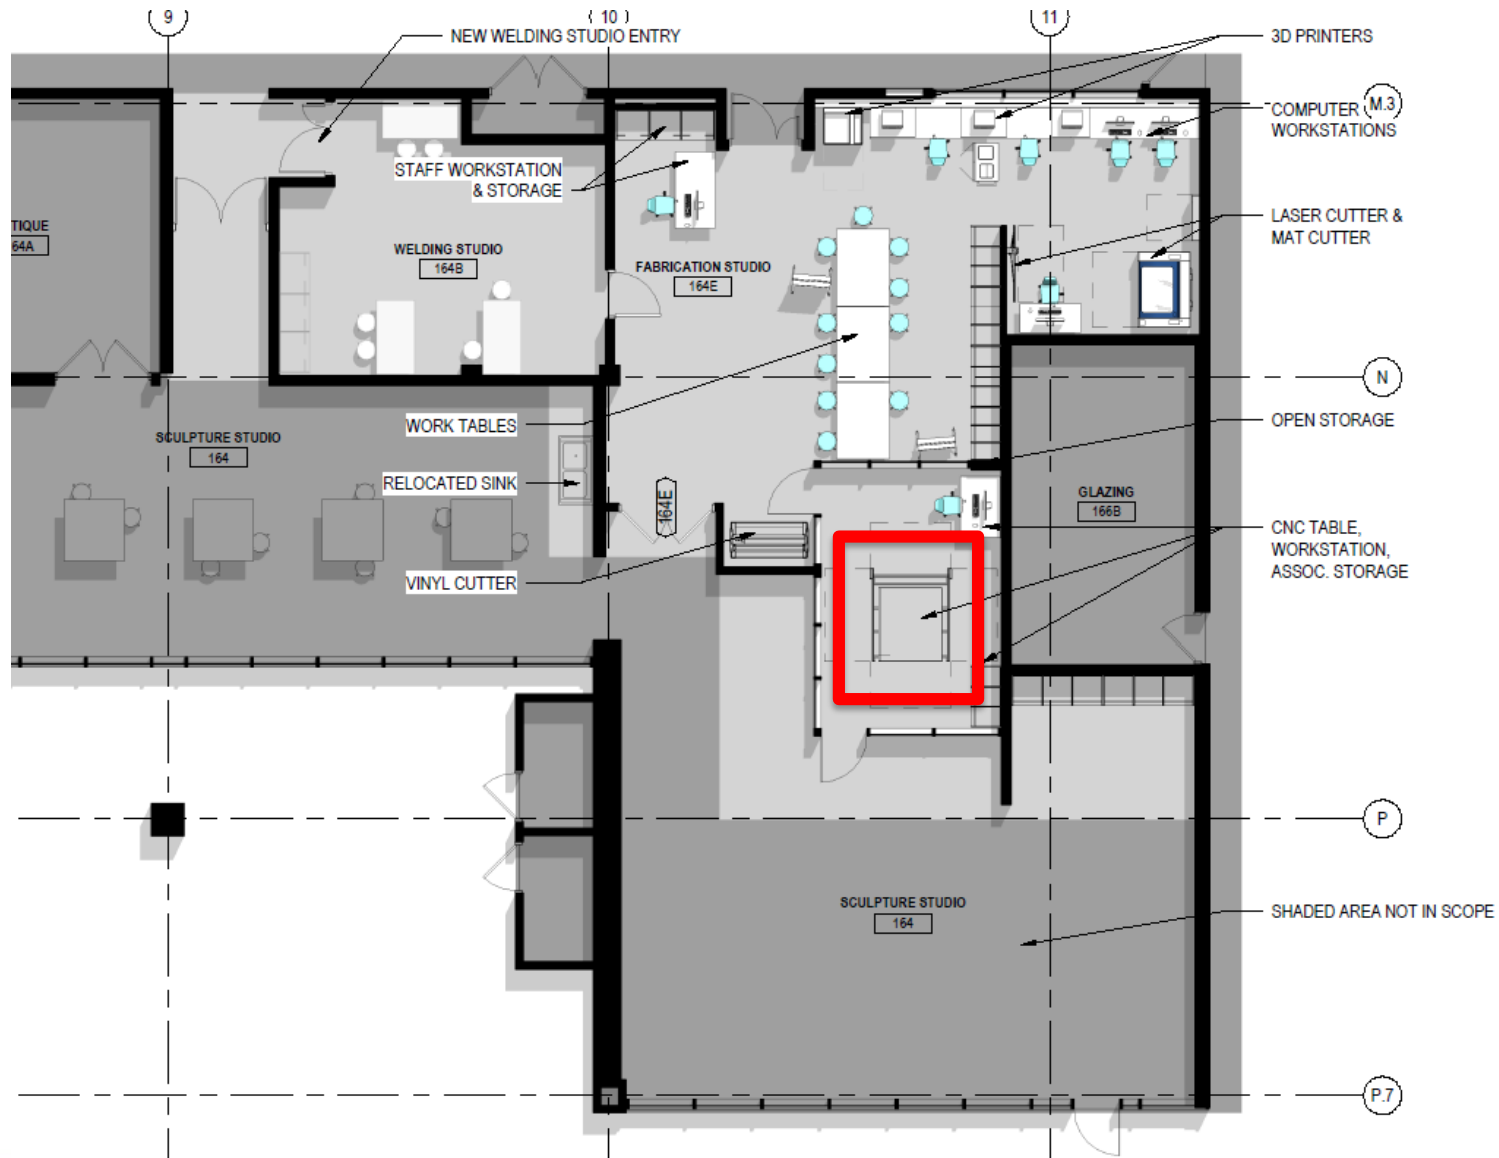 9
10
11
NEW WELDING STUDIO ENTRY
3D PRINTERS
M.3
COMPUTER
WORKSTATIONS
STAFF WORKSTATION
& STORAGE
LASER CUTTER &
MAT CUTTER
TIQUE
64A
WELDING STUDIO
164B
FABRICATION STUDIO
164E
N
WORK TABLES
OPEN STORAGE
SCULPTURE STUDIO
164
RELOCATED SINK
164E
GLAZING
166B
CNC TABLE,
WORKSTATION,
ASSOC. STORAGE
VINYL CUTTER
P
SCULPTURE STUDIO
164
SHADED AREA NOT IN SCOPE
P.7